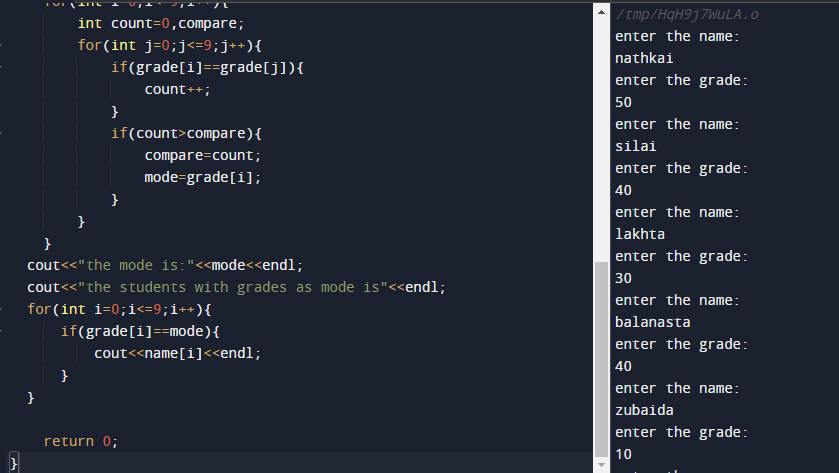 int count=0,compare;
for(int j=0;j<=9;j++){
if(grade[i]==grade[j]){
count++;
}
if(count>compare){
compare=count;
mode=grade[i];
}
}
}
cout<<"the mode is:"<<mode<<endl;
cout<<"the students with grades as mode is"<<endl;
for(int i=0;i<=9;i++){
if(grade[i]==mode){
cout<<name[i]<<endl;
}
}
return 0;
}
/tmp/HqH9j7WuLA.o
enter the name:
nathkai
enter the grade:
50
enter the name:
silai
enter the grade:
40
enter the name:
lakhta
enter the grade:
30
enter the name:
balanasta
enter the grade:
40
enter the name:
zubaida
enter the grade:
10